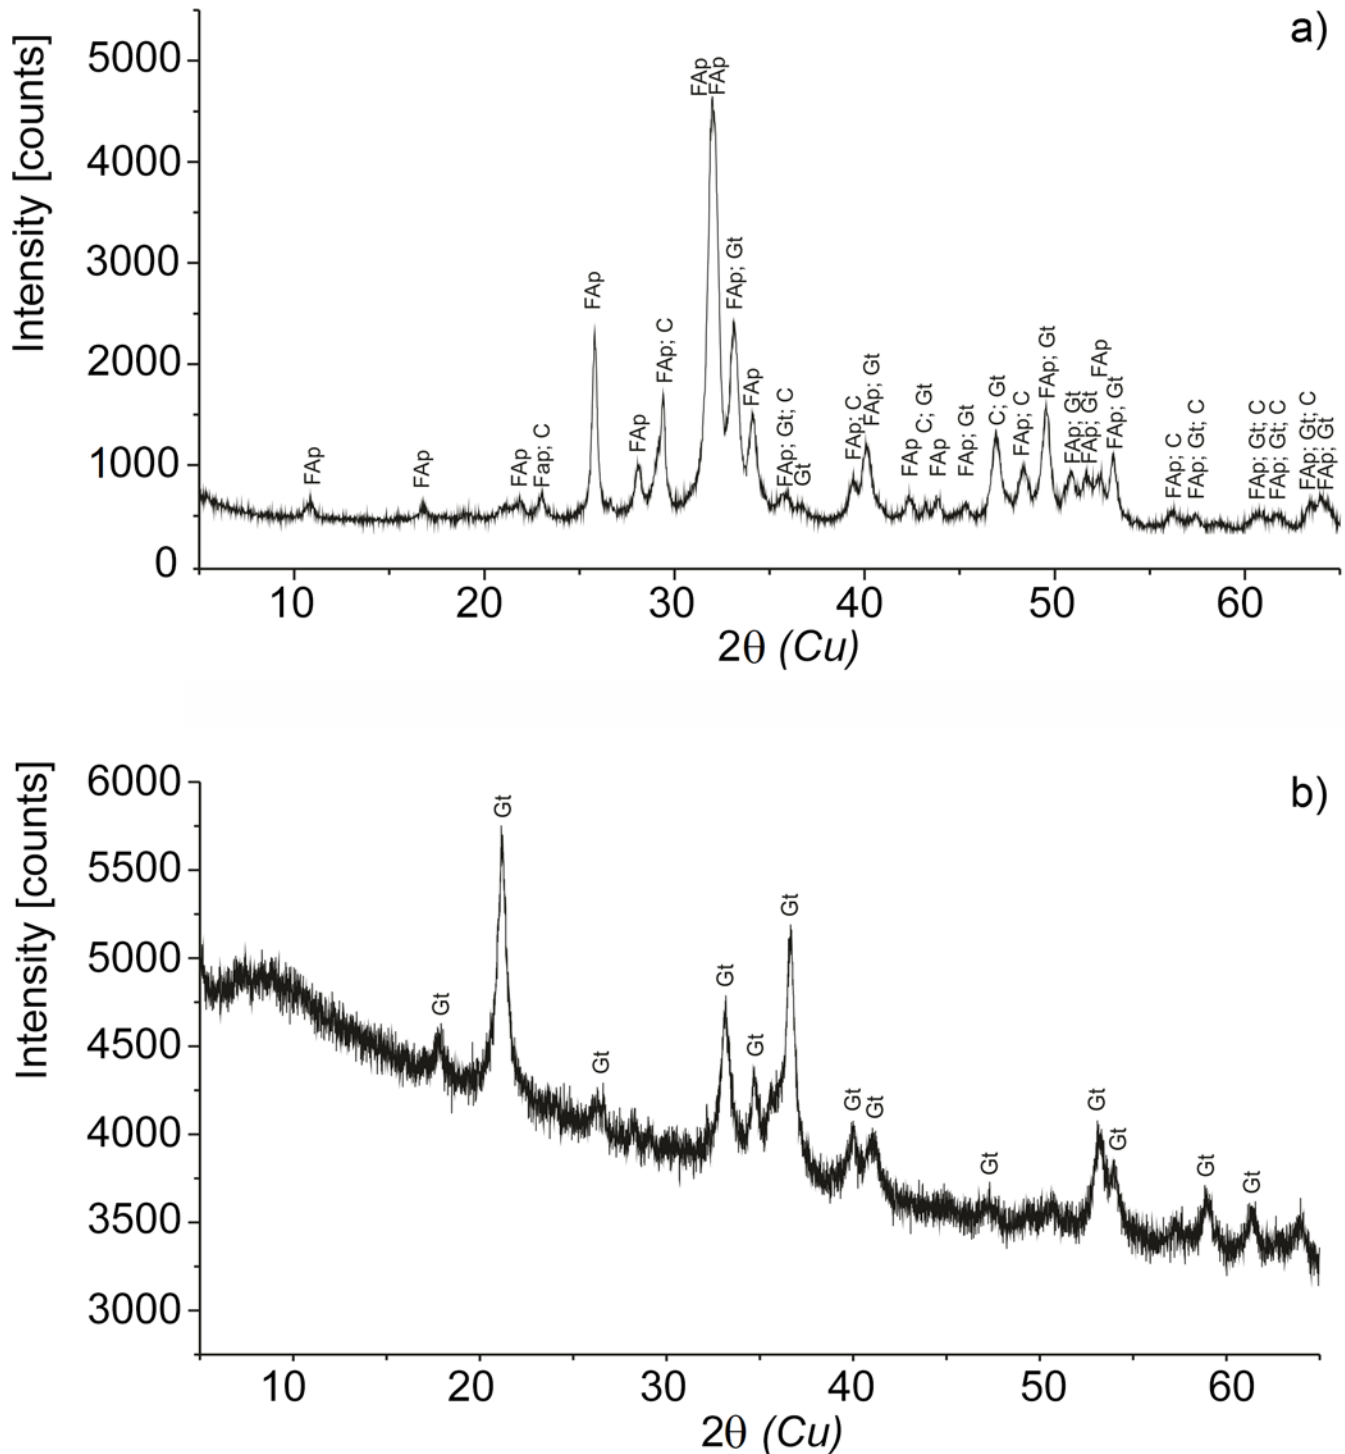 a)
Intensity [counts]
5000
4000
3000
2000
1000
0
FAp
FAp
FAp
Fap; C
FAp
FAp
FAp; C
FAp
FAp
FAp; Gt
FAp
FAp; Gt; C
Gt
FAp; C
FAp; Gt
FAp
C; Gt
FAp
FAp; Gt
C; Gt
FAp; C
FAp; Gt
FAp; Gt
FAp; Gt
FAp
FAp; Gt
FAp; C
FAp; Gt; C
FAp; Gt; C
FAp; Gt; C
FAp; Gt; C
FAp; Gt
10 20 30 40 50 60
2θ (Cu)
b)
Intensity [counts]
6000
5500
5000
4500
4000
3500
3000
Gt
Gt
Gt
Gt
Gt
Gt
Gt
Gt
Gt
Gt
Gt
Gt
Gt
10 20 30 40 50 60
2θ (Cu)